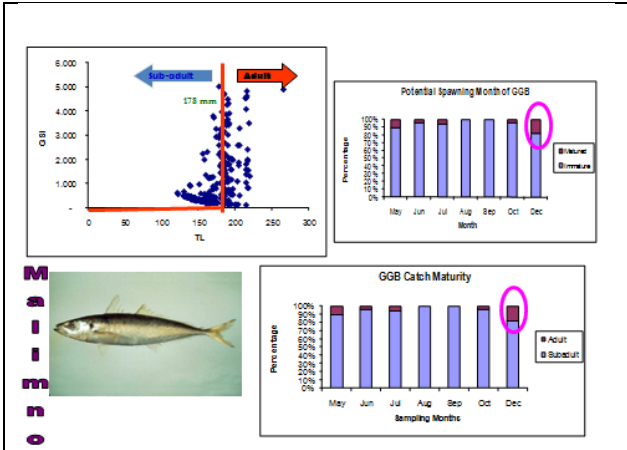 Sub-adult
Adult
178 mm
GSI
6.000
5.000
4.000
3.000
2.000
1.000
-
0
50
100
150
200
250
300
TL
Potential Spawning Month of GGB
Percentage
100%
90%
80%
70%
60%
50%
40%
30%
20%
10%
0%
May
Jun
Jul
Aug
Sep
Oct
Dec
Month
Matured
Immature
Malimno
GGB Catch Maturity
Percentage
100%
90%
80%
70%
60%
50%
40%
30%
20%
10%
0%
May
Jun
Jul
Aug
Sep
Oct
Dec
Sampling Months
Adult
Subadult